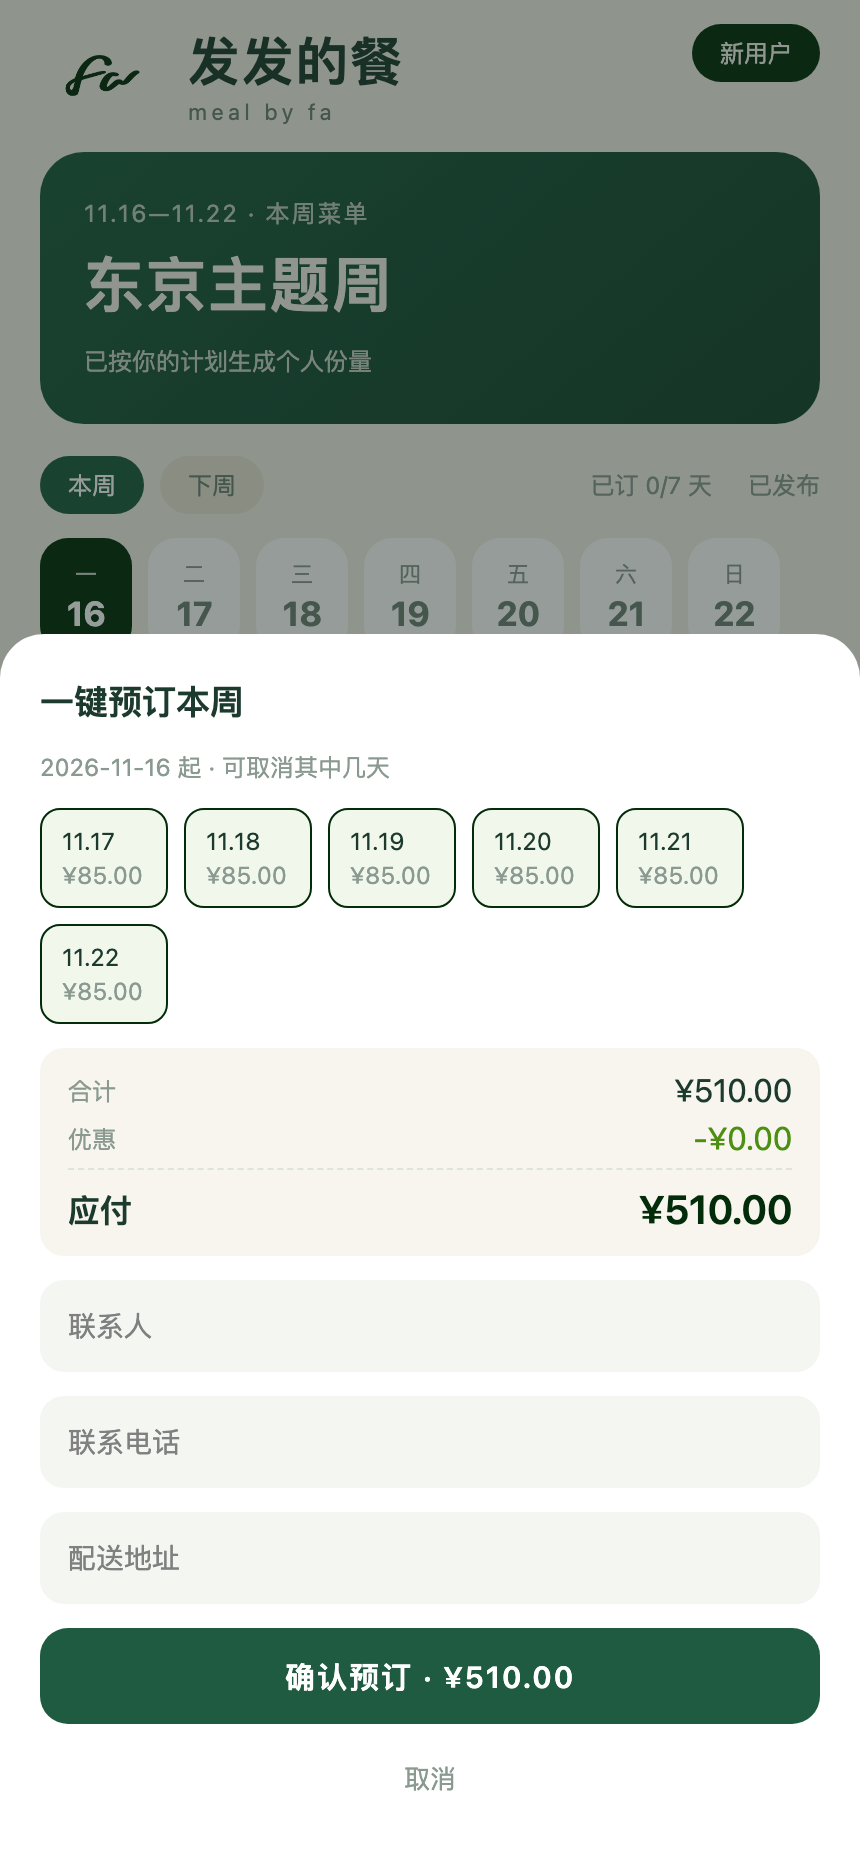 Fa
发发的餐
meal by fa
新用户
11.16—11.22 · 本周菜单
东京主题周
已按你的计划生成个人份量
本周 下周 已订 0/7 天 已发布
一 二 三 四 五 六 日
16 17 18 19 20 21 22
一键预订本周
2026-11-16 起 · 可取消其中几天
11.17 11.18 11.19 11.20 11.21
¥85.00 ¥85.00 ¥85.00 ¥85.00 ¥85.00
11.22
¥85.00
合计 ¥510.00
优惠 -¥0.00
应付 ¥510.00
联系人
联系电话
配送地址
确认预订 · ¥510.00
取消